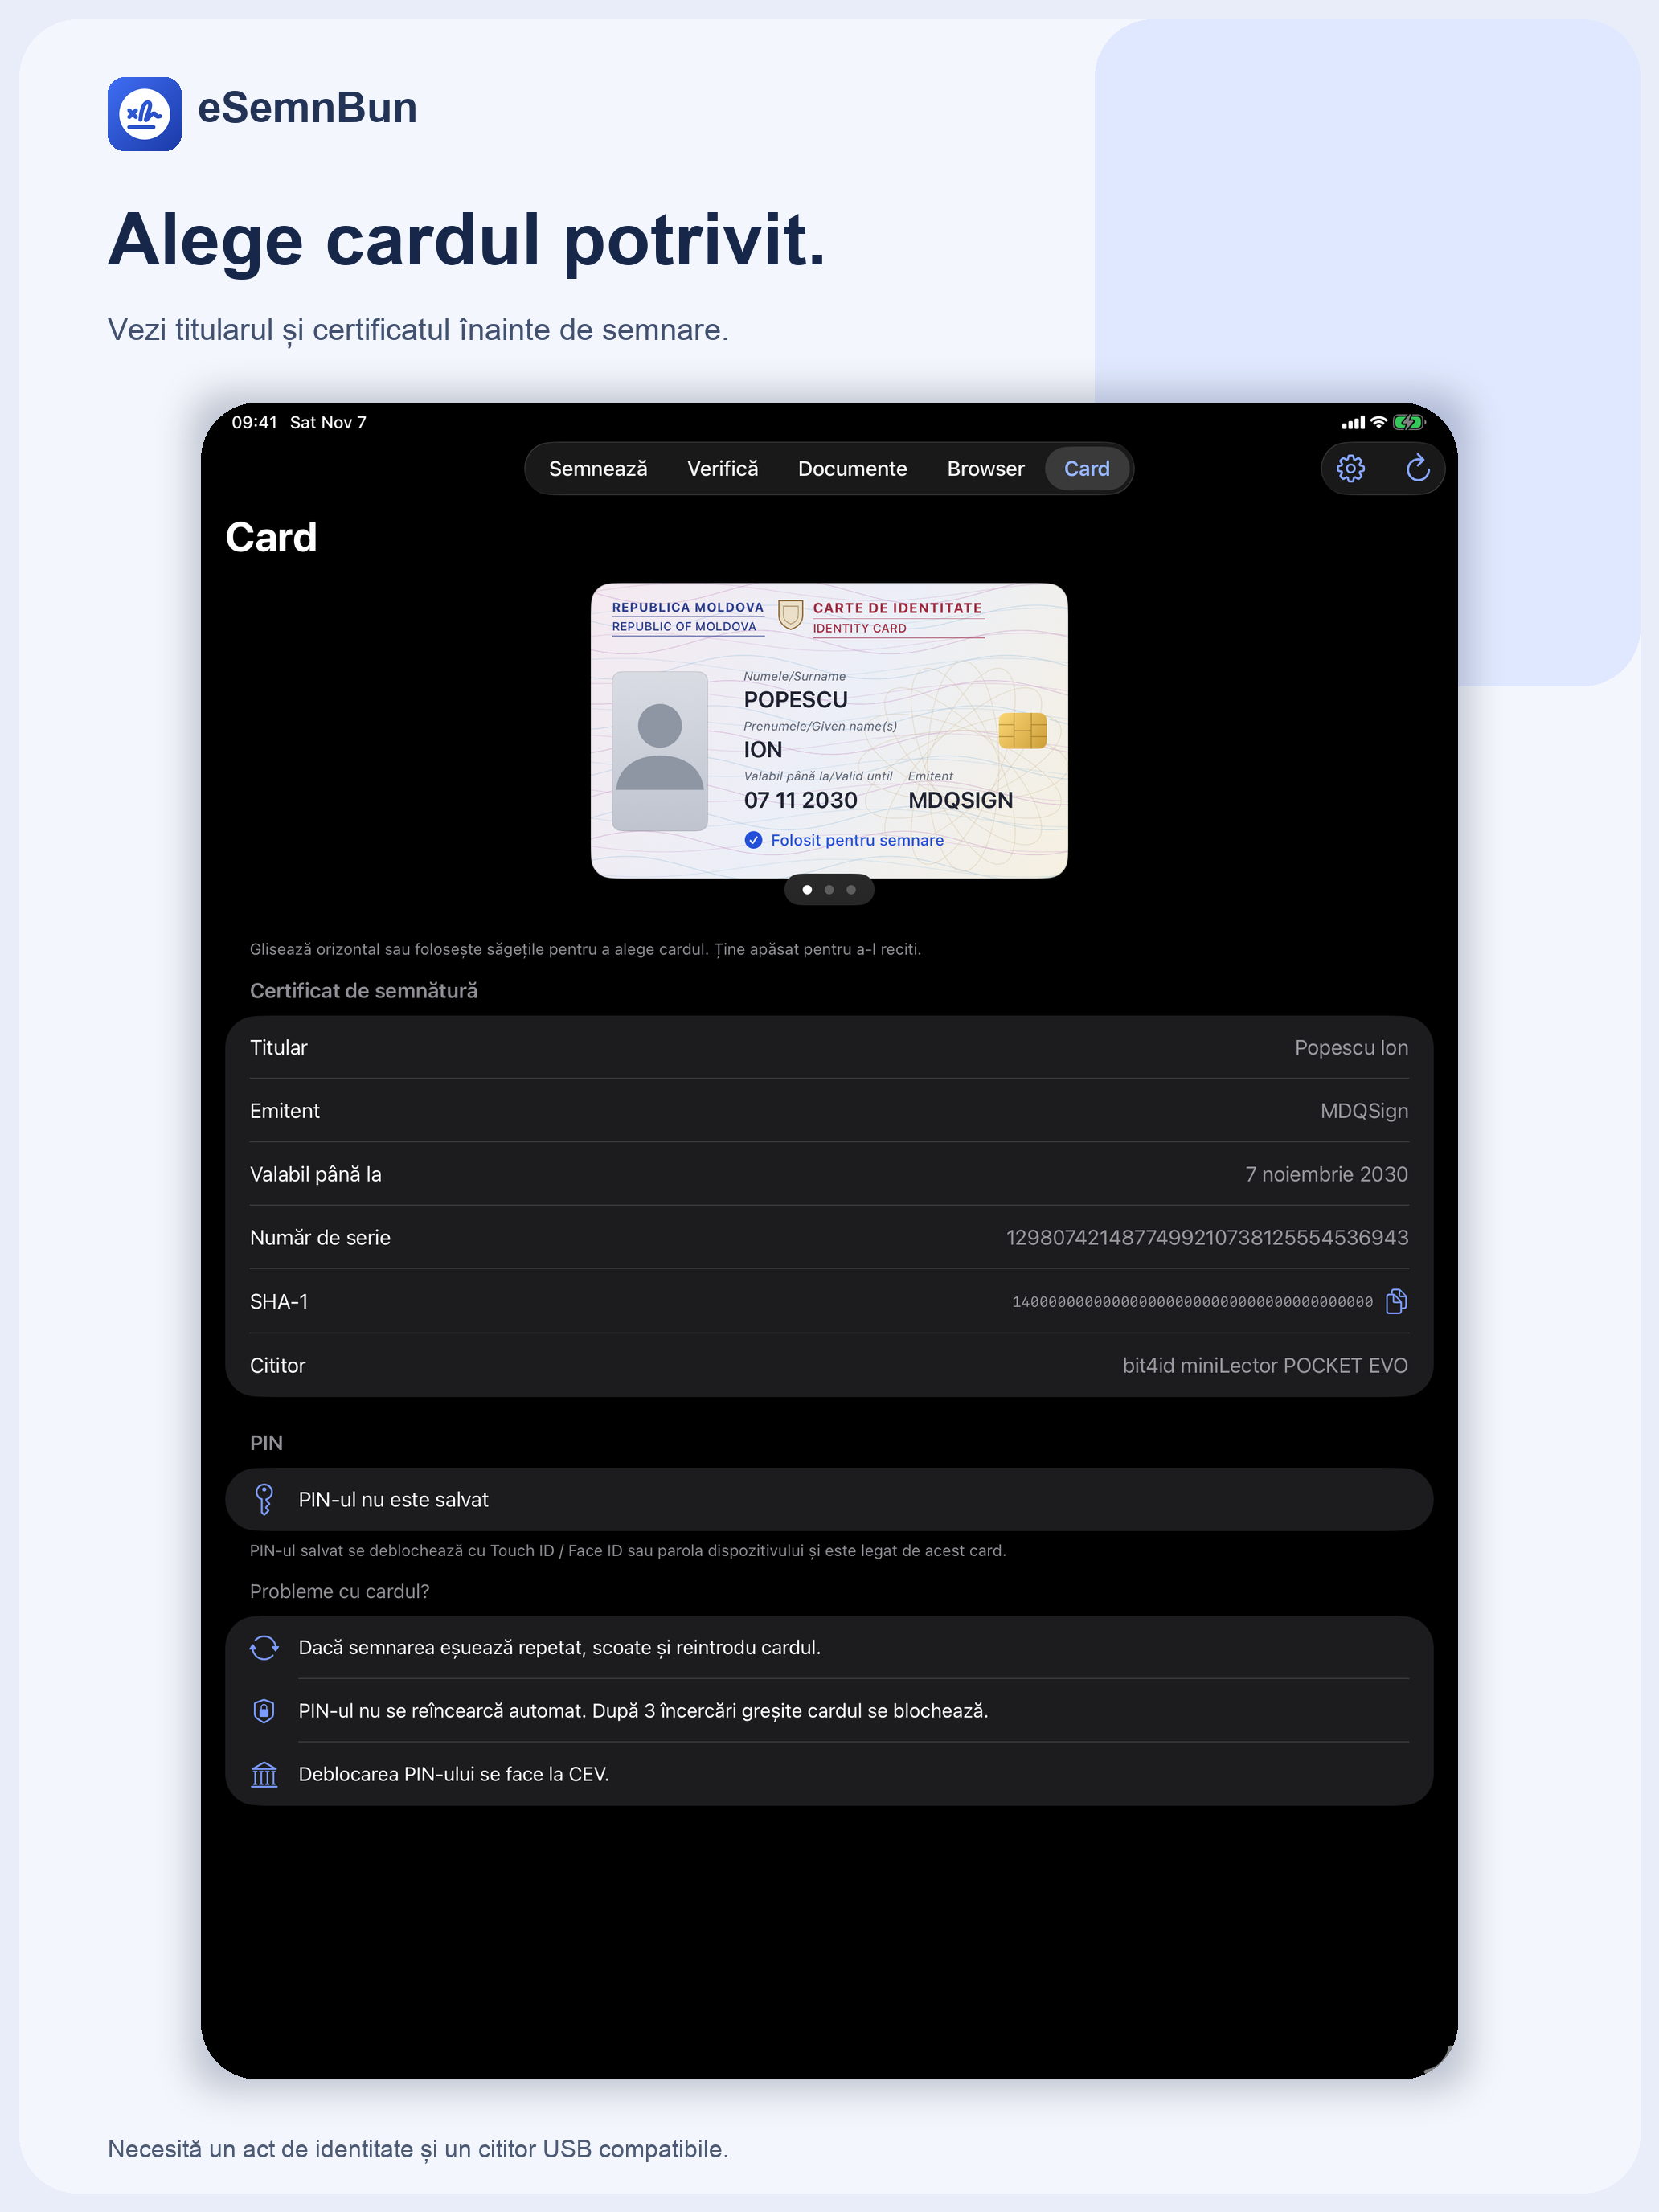 eSemnBun
Alege cardul potrivit.
Vezi titularul și certificatul înainte de semnare.
09:41 Sat Nov 7
Semnează Verifică Documente Browser Card
Card
REPUBLICA MOLDOVA CARTE DE IDENTITATE
REPUBLIC OF MOLDOVA IDENTITY CARD
Numele/Surname
POPESCU
Prenumele/Given name(s)
ION
Valabil până la/Valid until Emitent
07 11 2030 MDQSIGN
Folosit pentru semnare
Glisează orizontal sau folosește săgețile pentru a alege cardul. Ține apăsat pentru a-l reciti.
Certificat de semnătură
Titular Popescu Ion
Emitent MDQSign
Valabil până la 7 noiembrie 2030
Număr de serie 1298074214877499210738125554536943
SHA-1 1400000000000000000000000000000000000000
Cititor bit4id miniLector POCKET EVO
PIN
PIN-ul nu este salvat
PIN-ul salvat se deblochează cu Touch ID / Face ID sau parola dispozitivului și este legat de acest card.
Probleme cu cardul?
Dacă semnarea eșuează repetat, scoate și reintrodu cardul.
PIN-ul nu se reîncearcă automat. După 3 încercări greșite cardul se blochează.
Deblocarea PIN-ului se face la CEV.
Necesită un act de identitate și un cititor USB compatibile.